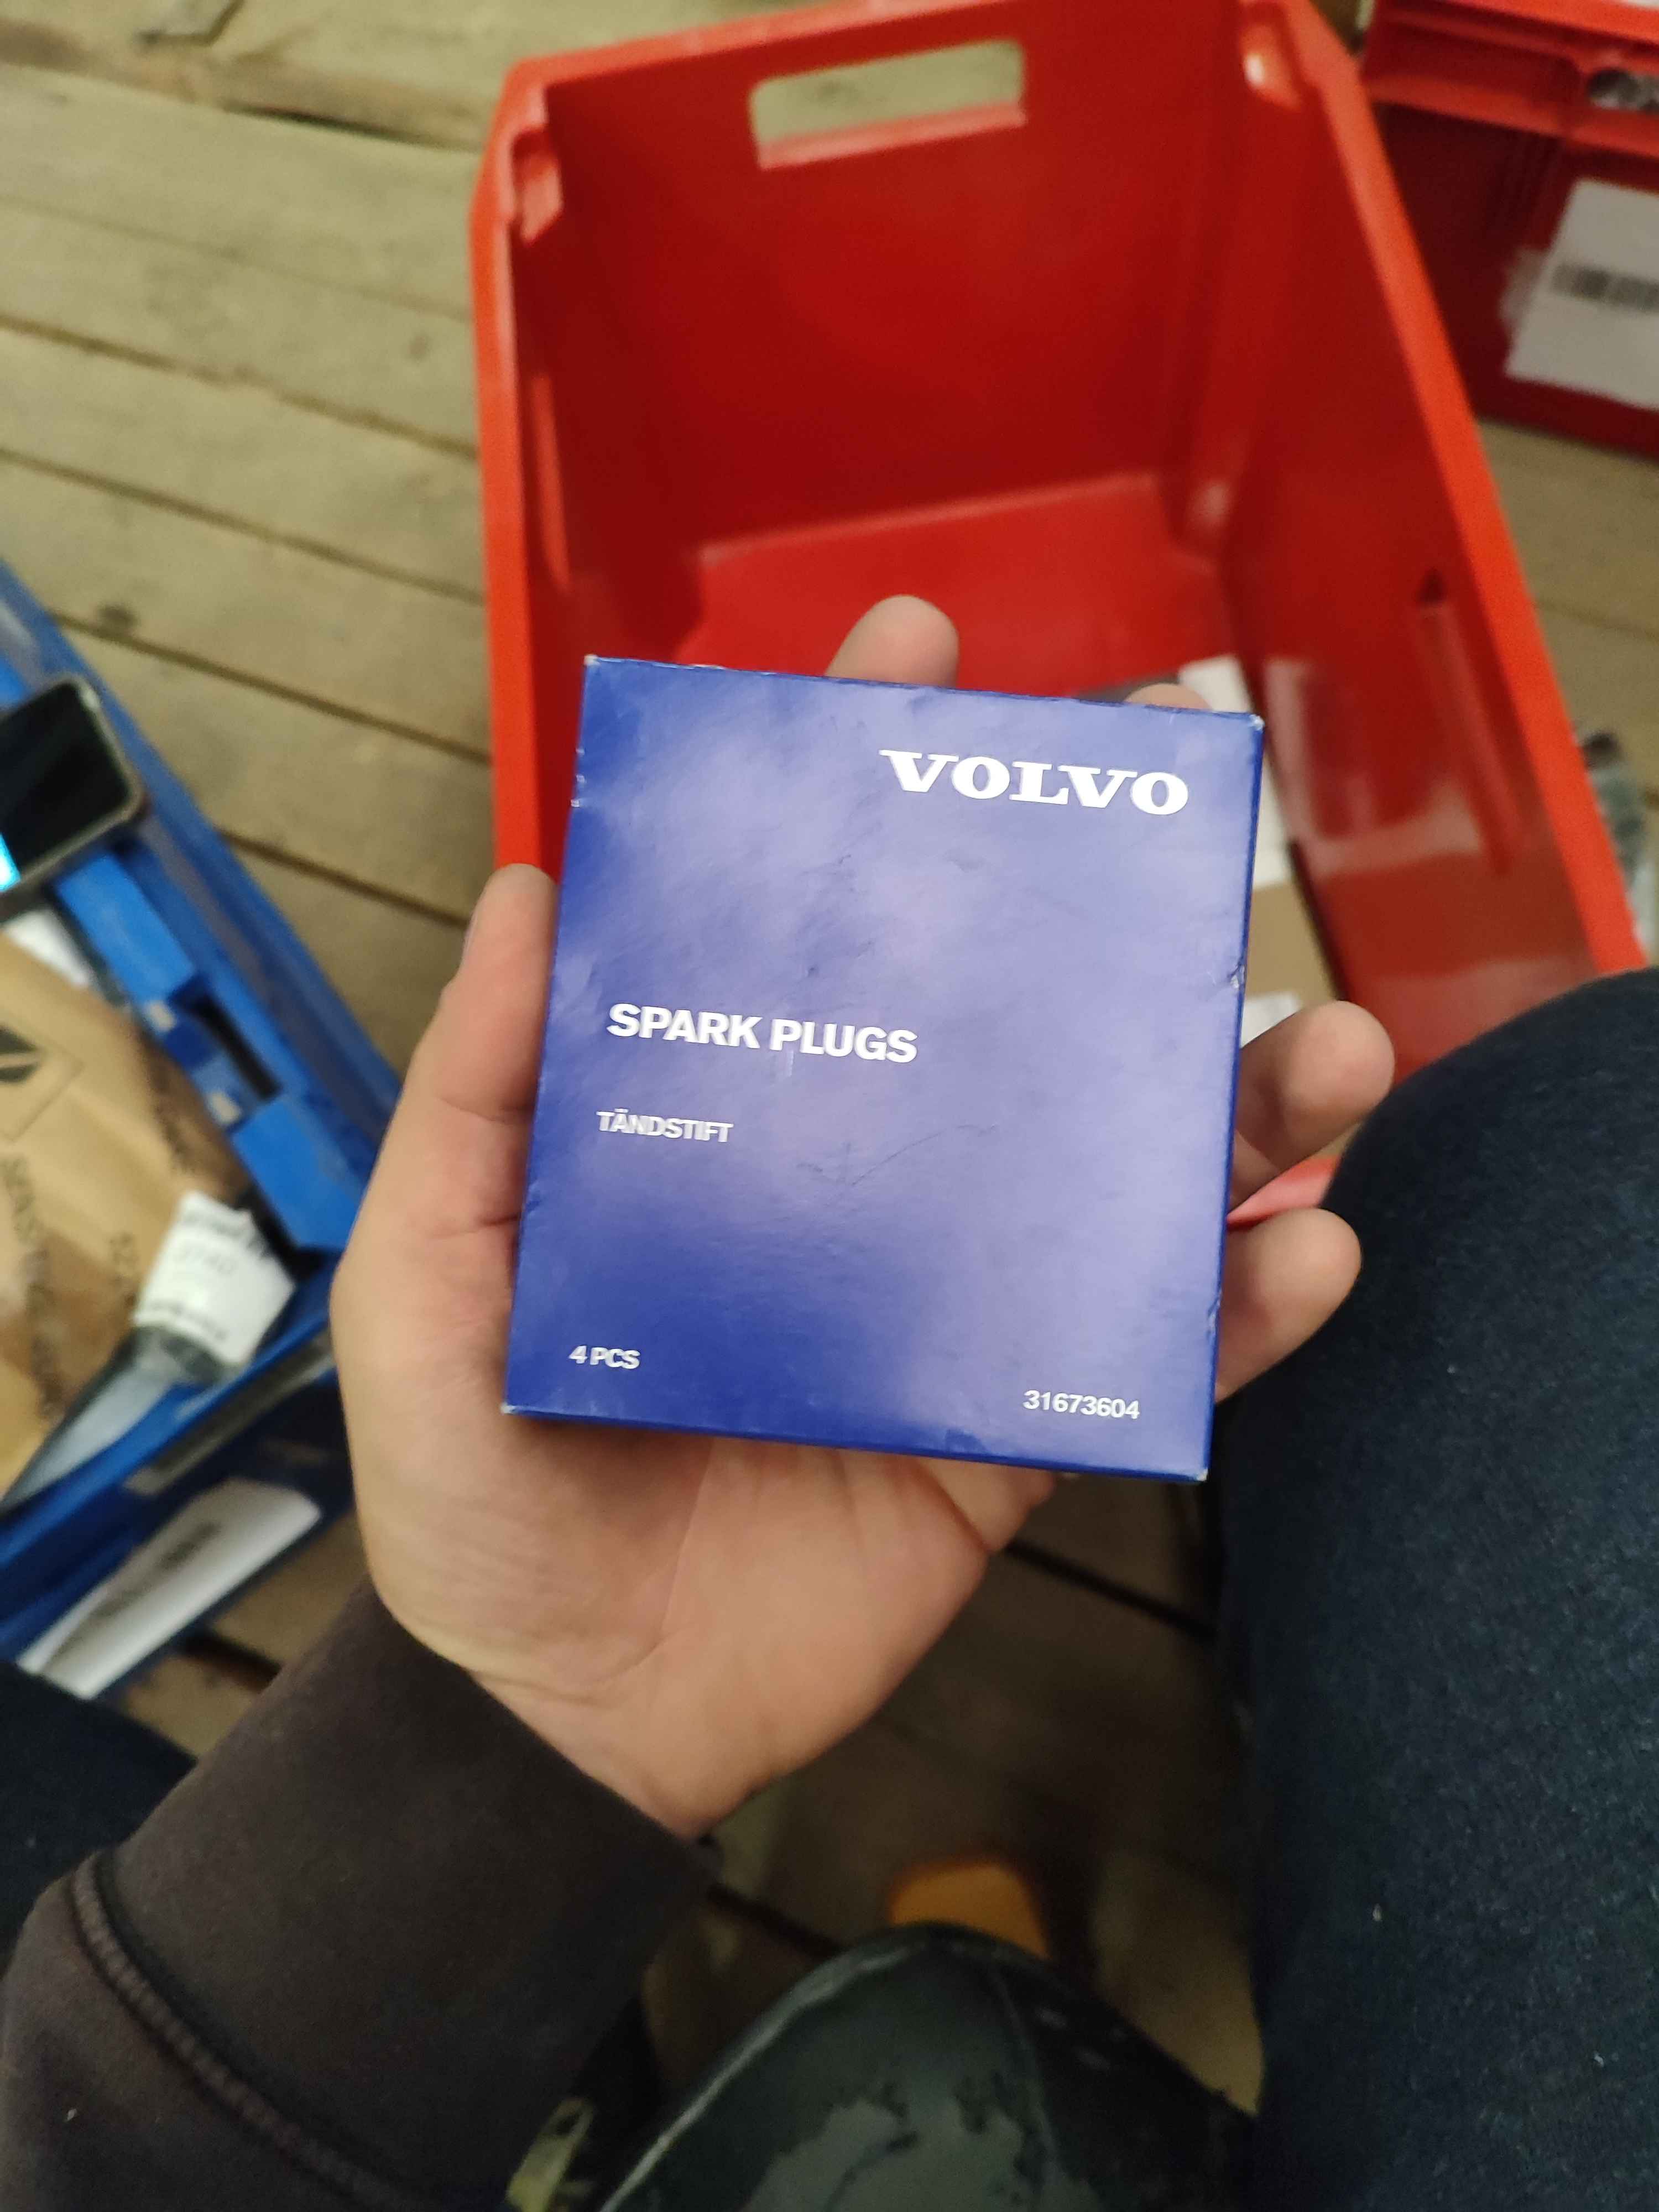 VOLVO
SPARK PLUGS
TÄNDSTIFT
4 PCS
31673604